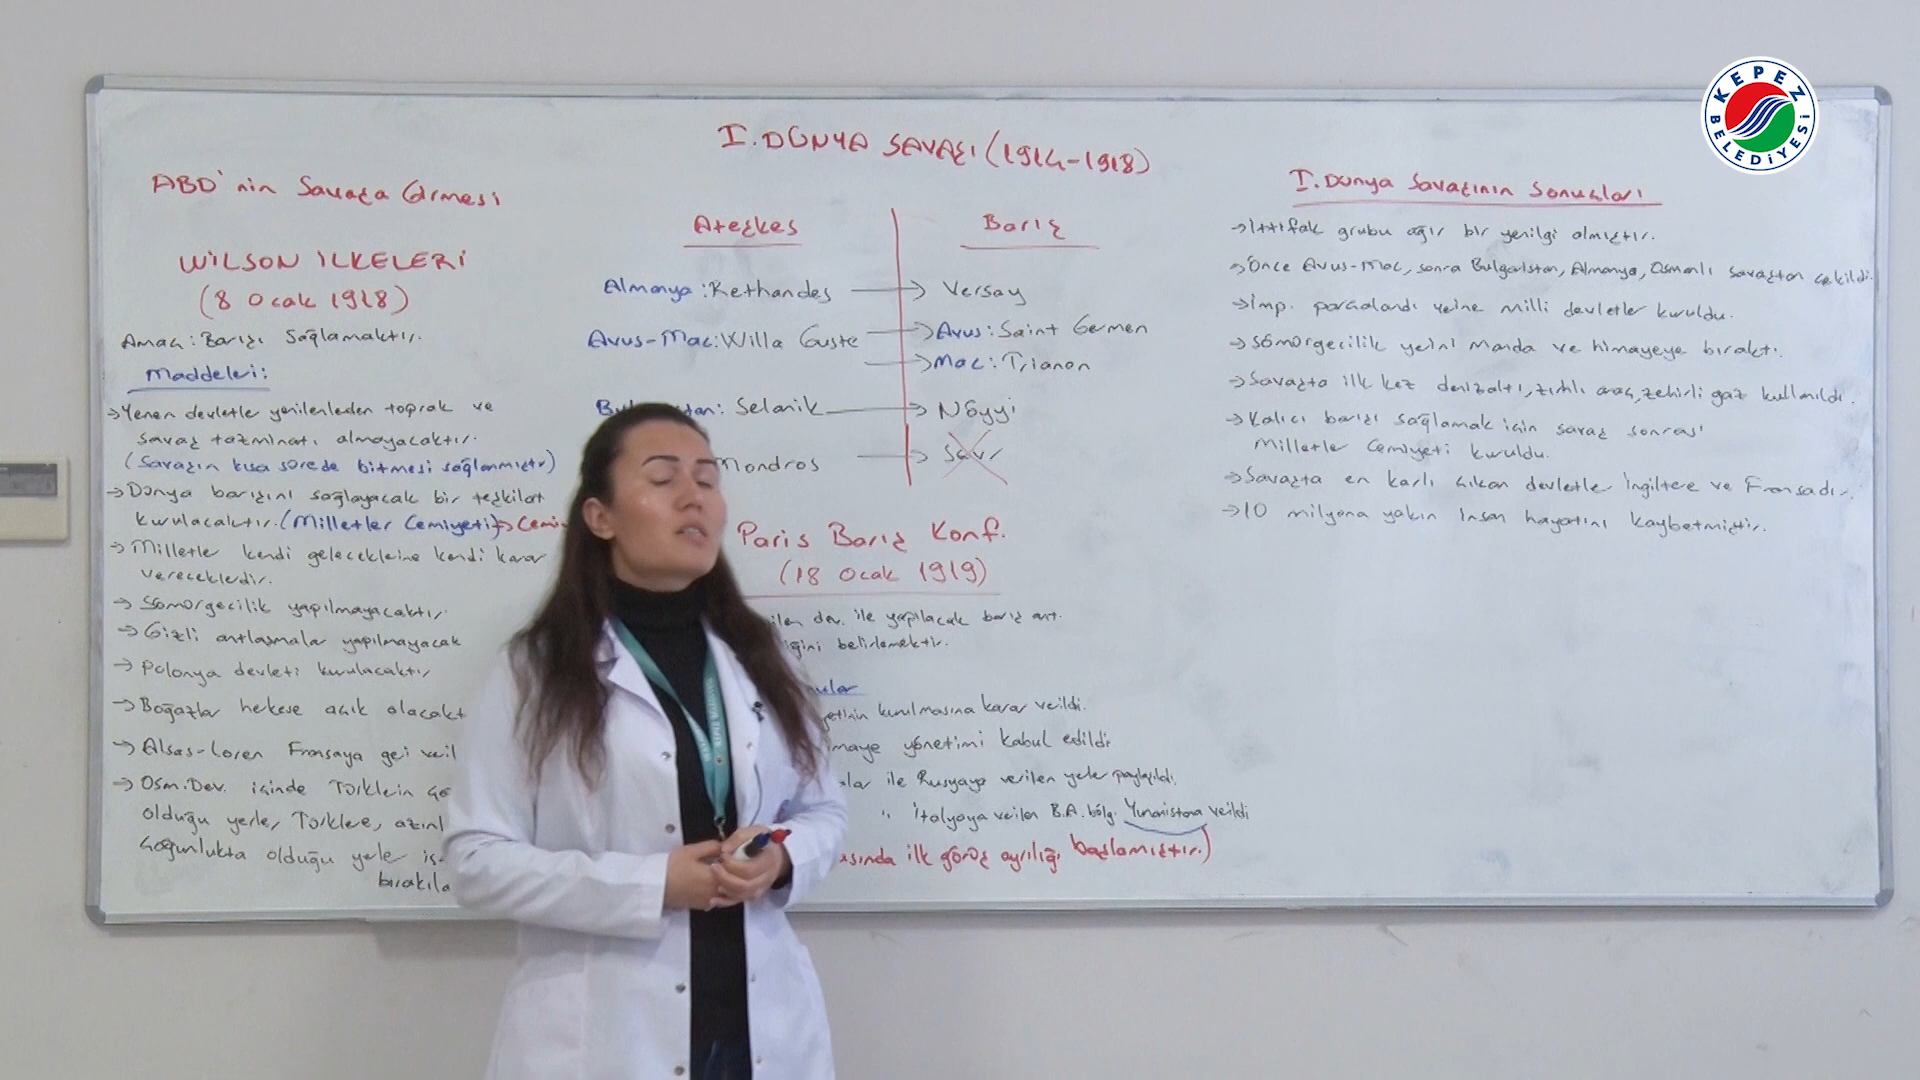 I. DÜNYA SAVAŞI (1914-1918)
ABD'nin Savaşa Girmesi
WİLSON İLKELERİ
(8 Ocak 1918)
Amaç: Barışı Sağlamaktır.
Maddeleri:
→ Yenen devletler yenilenleden toprak ve
savaş tazminatı almayacaktır.
(Savaşın kısa sürede bitmesi sağlanmıştır)
→ Dünya barışını sağlayacak bir teşkilat
kurulacaktır. (Milletler Cemiyeti) →
→ Milletler kendi geleceklerine kendi karar
vereceklerdir.
→ Sömürgecilik yapılmayacaktır.
→ Gizli antlaşmalar yapılmayacak
→ Polonya devleti kurulacaktır
→ Boğazlar herkese açık olacakt
→ Alsas-Loren Fransaya geri
→ Osm. Dev. içinde Türklerin
olduğu yerler Türklere,
çoğunlukta olduğu yerler
Ateşkes
Barış
Almanya: Rethandes → Versay
Avus-Mac: Willa Guste → Avus: Saint Germen
→ Mac: Trianon
Selanik → Nöyyi
Mondros → Sevr
Paris Barış Konf.
(18 Ocak 1919)
dev. ile yapılacak barış ant.
belirlemektir.
kurulmasına karar verildi.
yönetimi kabul edildi
ile Rusyaya verilen yerler paylaşıldı.
" İtalyaya verilen B.A. bölg. Yunanistana verildi
ilk görüş ayrılığı başlamıştır.)
I. Dünya Savaşının Sonuçları
→ İttifak grubu ağır bir yenilgi almıştır.
→ Önce Avus-Mac, sonra Bulgaristan, Almanya, Osmanlı savaştan çekildi.
→ İmp. parçalandı yerine milli devletler kuruldu.
→ Sömürgecilik yerini manda ve himayeye bıraktı.
→ Savaşta ilk kez denizaltı, zırhlı araç, zehirli gaz kullanıldı.
→ Kalıcı barışı sağlamak için savaş sonrası
Milletler Cemiyeti kuruldu.
→ Savaşta en karlı çıkan devletler İngiltere ve Fransadır.
→ 10 milyona yakın insan hayatını kaybetmiştir.
KEPEZ
BELEDİYESİ